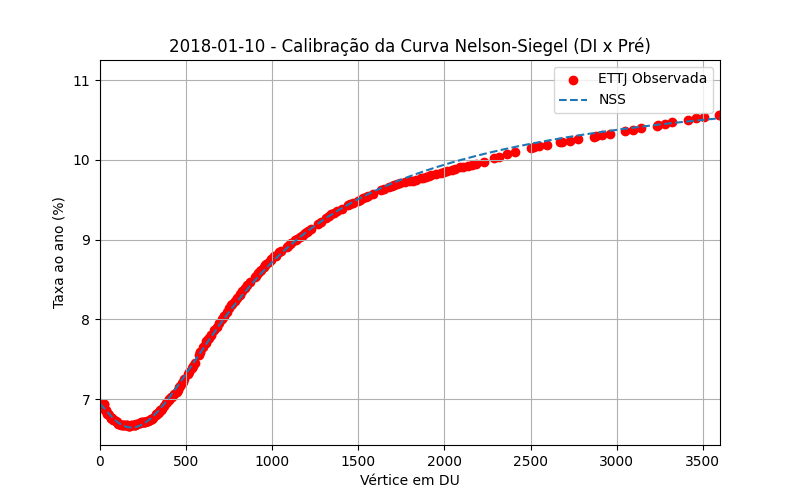 2018-01-10 - Calibração da Curva Nelson-Siegel (DI x Pré)
ETTJ Observada
NSS
Taxa ao ano (%)
11
10
9
8
7
0 500 1000 1500 2000 2500 3000 3500
Vértice em DU